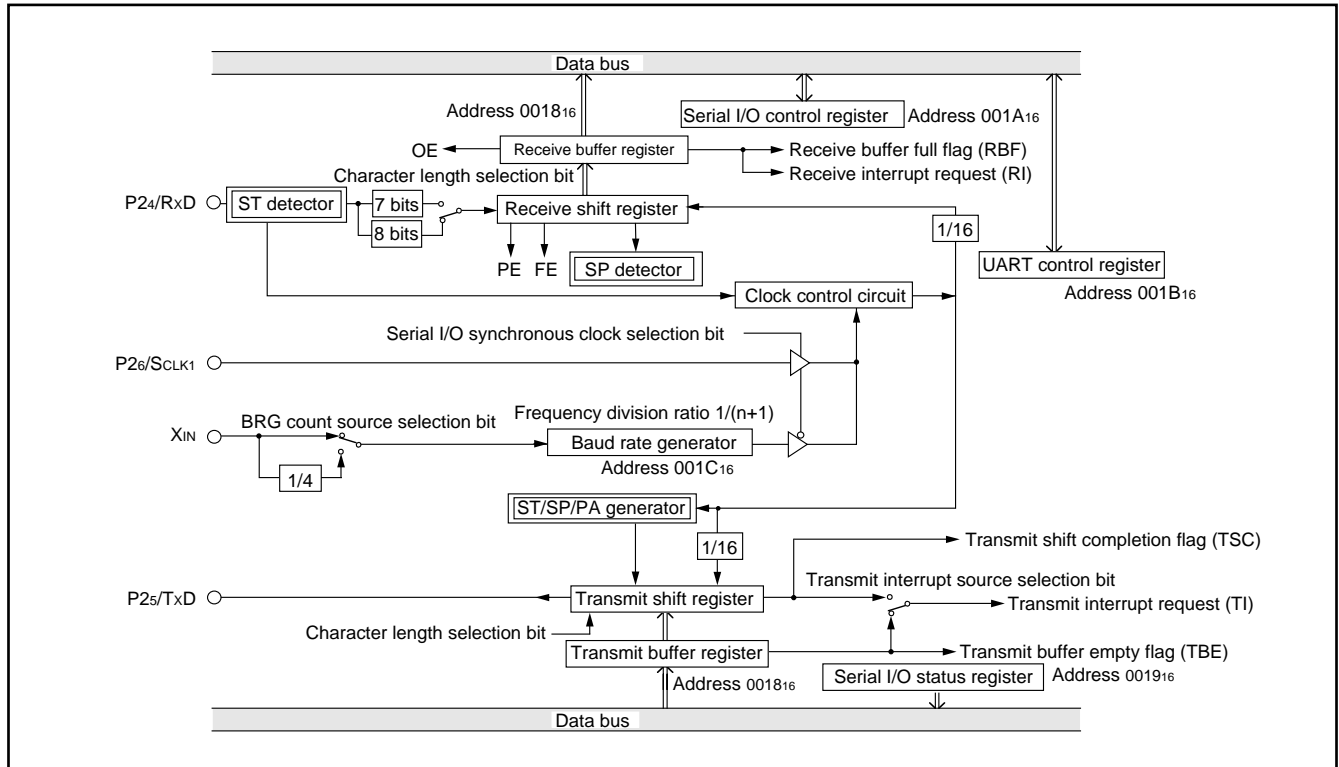 Data bus
Address 001816
Serial I/O control register
Address 001A16
OE
Receive buffer register
Receive buffer full flag (RBF)
Receive interrupt request (RI)
Character length selection bit
P24/RXD
ST detector
7 bits
8 bits
Receive shift register
1/16
PE
FE
SP detector
UART control register
Address 001B16
Clock control circuit
Serial I/O synchronous clock selection bit
P26/SCLK1
XIN
BRG count source selection bit
1/4
Frequency division ratio 1/(n+1)
Baud rate generator
Address 001C16
ST/SP/PA generator
1/16
Transmit shift completion flag (TSC)
Transmit interrupt source selection bit
P25/TXD
Transmit shift register
Transmit interrupt request (TI)
Character length selection bit
Transmit buffer register
Transmit buffer empty flag (TBE)
Address 001816
Serial I/O status register
Address 001916
Data bus